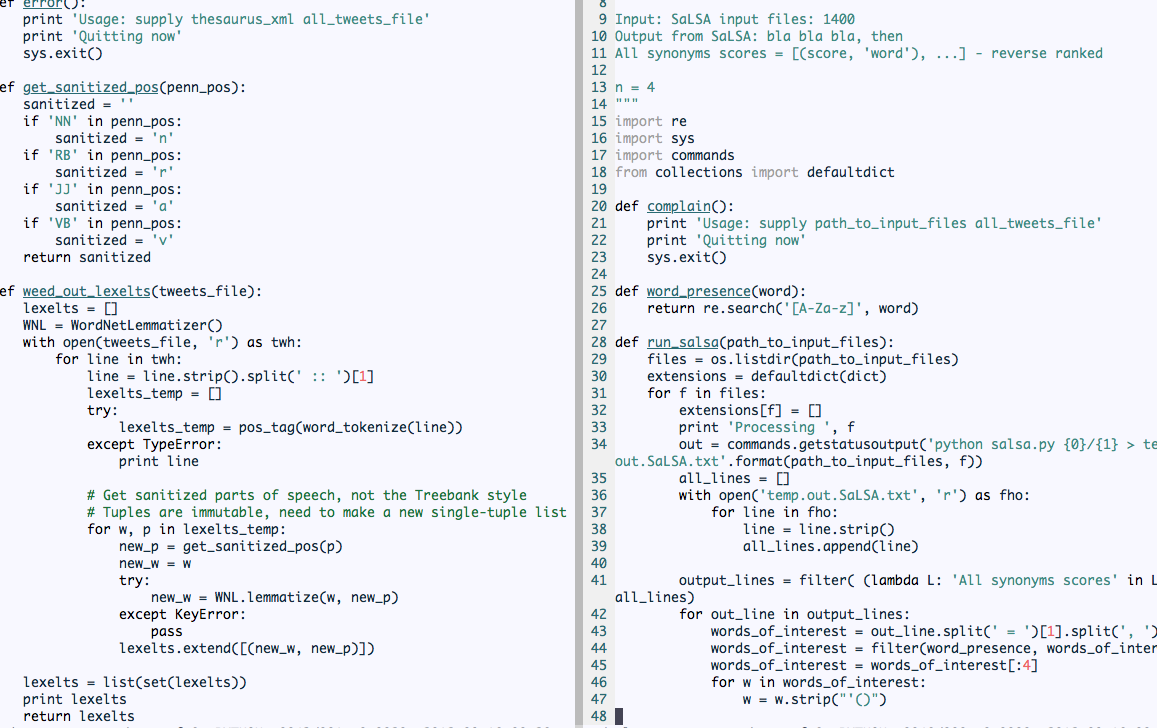 ef error():
print 'Usage: supply thesaurus_xml all_tweets_file'
print 'Quitting now'
sys.exit()
ef get_sanitized_pos(penn_pos):
sanitized = ''
if 'NN' in penn_pos:
sanitized = 'n'
if 'RB' in penn_pos:
sanitized = 'r'
if 'JJ' in penn_pos:
sanitized = 'a'
if 'VB' in penn_pos:
sanitized = 'v'
return sanitized
ef weed_out_lexelts(tweets_file):
lexelts = []
WNL = WordNetLemmatizer()
with open(tweets_file, 'r') as twh:
for line in twh:
line = line.strip().split(' :: ')[1]
lexelts_temp = []
try:
lexelts_temp = pos_tag(word_tokenize(line))
except TypeError:
print line
# Get sanitized parts of speech, not the Treebank style
# Tuples are immutable, need to make a new single-tuple list
for w, p in lexelts_temp:
new_p = get_sanitized_pos(p)
new_w = w
try:
new_w = WNL.lemmatize(w, new_p)
except KeyError:
pass
lexelts.extend([(new_w, new_p)])
lexelts = list(set(lexelts))
print lexelts
return lexelts
8
9 Input: SaLSA input files: 1400
10 Output from SaLSA: bla bla bla, then
11 All synonyms scores = [(score, 'word'), ...] - reverse ranked
12
13 n = 4
14 """
15 import re
16 import sys
17 import commands
18 from collections import defaultdict
19
20 def complain():
21 print 'Usage: supply path_to_input_files all_tweets_file'
22 print 'Quitting now'
23 sys.exit()
24
25 def word_presence(word):
26 return re.search('[A-Za-z]', word)
27
28 def run_salsa(path_to_input_files):
29 files = os.listdir(path_to_input_files)
30 extensions = defaultdict(dict)
31 for f in files:
32 extensions[f] = []
33 print 'Processing ', f
34 out = commands.getstatusoutput('python salsa.py {0}/{1} > te
out.SaLSA.txt'.format(path_to_input_files, f))
35 all_lines = []
36 with open('temp.out.SaLSA.txt', 'r') as fho:
37 for line in fho:
38 line = line.strip()
39 all_lines.append(line)
40
41 output_lines = filter( (lambda L: 'All synonyms scores' in L
all_lines)
42 for out_line in output_lines:
43 words_of_interest = out_line.split(' = ')[1].split(', ')
44 words_of_interest = filter(word_presence, words_of_inter
45 words_of_interest = words_of_interest[:4]
46 for w in words_of_interest:
47 w = w.strip("'()")
48